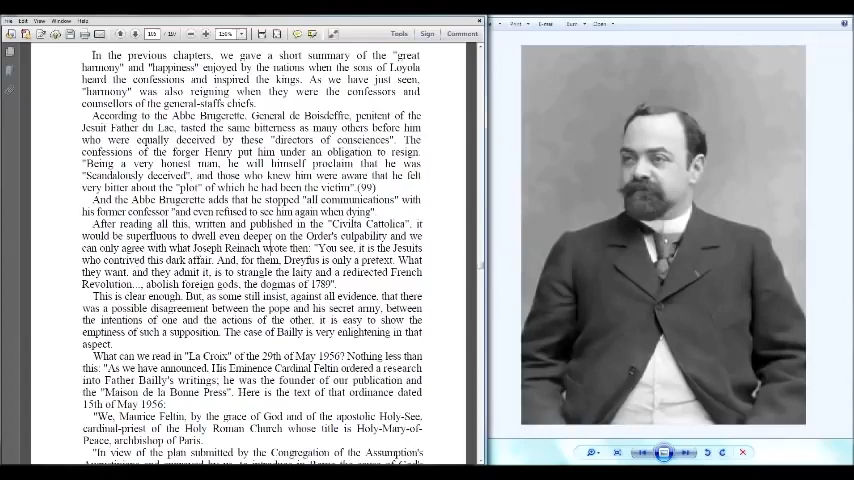 File Edit View Window Help
195 / 197
136%
Tools Sign Comment
Print E-mail Burn Open
In the previous chapters, we gave a short summary of the "great
harmony" and "happiness" enjoyed by the nations when the sons of Loyola
heard the confessions and inspired the kings. As we have just seen,
"harmony" was also reigning when they were the confessors and
counsellors of the general-staffs chiefs.
According to the Abbe Brugerette, General de Boisdeffre, penitent of the
Jesuit Father du Lac, tasted the same bitterness as many others before him
who were equally deceived by these "directors of consciences". The
confessions of the forger Henry put him under an obligation to resign.
"Being a very honest man, he will himself proclaim that he was
"Scandalously deceived", and those who knew him were aware that he felt
very bitter about the "plot" of which he had been the victim".(99)
And the Abbe Brugerette adds that he stopped "all communications" with
his former confessor "and even refused to see him again when dying".
After reading all this, written and published in the "Civilta Cattolica", it
would be superfluous to dwell even deeper on the Order's culpability and we
can only agree with what Joseph Reinach wrote then: "You see, it is the Jesuits
who contrived this dark affair. And, for them, Dreyfus is only a pretext. What
they want, and they admit it, is to strangle the laity and a redirected French
Revolution..., abolish foreign gods, the dogmas of 1789".
This is clear enough. But, as some still insist, against all evidence, that there
was a possible disagreement between the pope and his secret army, between
the intentions of one and the actions of the other, it is easy to show the
emptiness of such a supposition. The case of Bailly is very enlightening in that
aspect.
What can we read in "La Croix" of the 29th of May 1956? Nothing less than
this: "As we have announced, His Eminence Cardinal Feltin ordered a research
into Father Bailly's writings; he was the founder of our publication and
the "Maison de la Bonne Press". Here is the text of that ordinance dated
15th of May 1956:
"We, Maurice Feltin, by the grace of God and of the apostolic Holy-See,
cardinal-priest of the Holy Roman Church whose title is Holy-Mary-of-
Peace, archbishop of Paris.
"In view of the plan submitted by the Congregation of the Assumption's